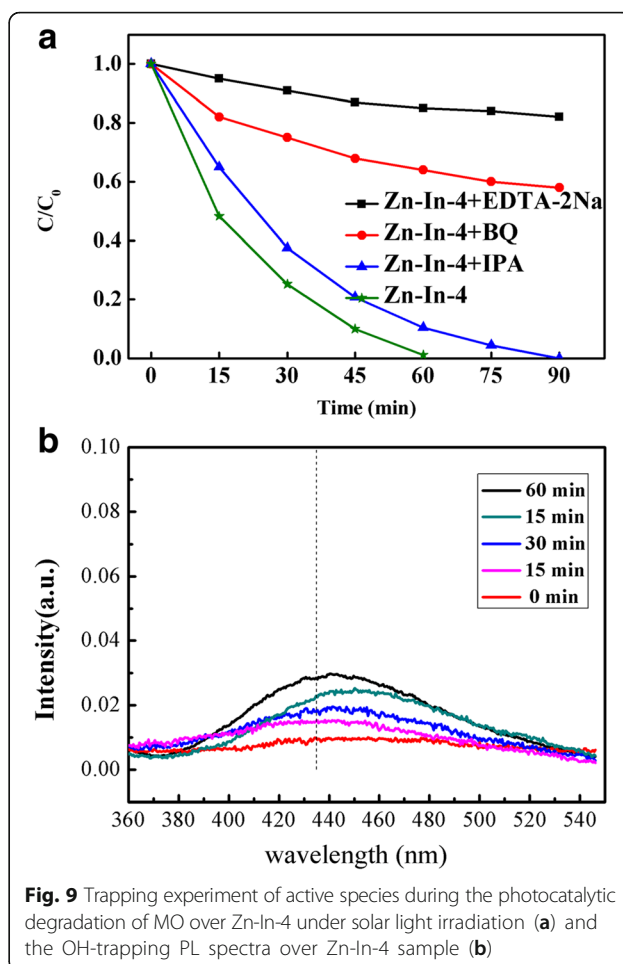 a
1.0
0.8
0.6
0.4
0.2
0.0
C/C0
Zn-In-4+EDTA-2Na
Zn-In-4+BQ
Zn-In-4+IPA
Zn-In-4
0 15 30 45 60 75 90
Time (min)
b
0.10
0.08
0.06
0.04
0.02
0.00
Intensity(a.u.)
60 min
15 min
30 min
15 min
0 min
360 380 400 420 440 460 480 500 520 540
wavelength (nm)
Fig. 9 Trapping experiment of active species during the photocatalytic
degradation of MO over Zn-In-4 under solar light irradiation (a) and
the OH-trapping PL spectra over Zn-In-4 sample (b)